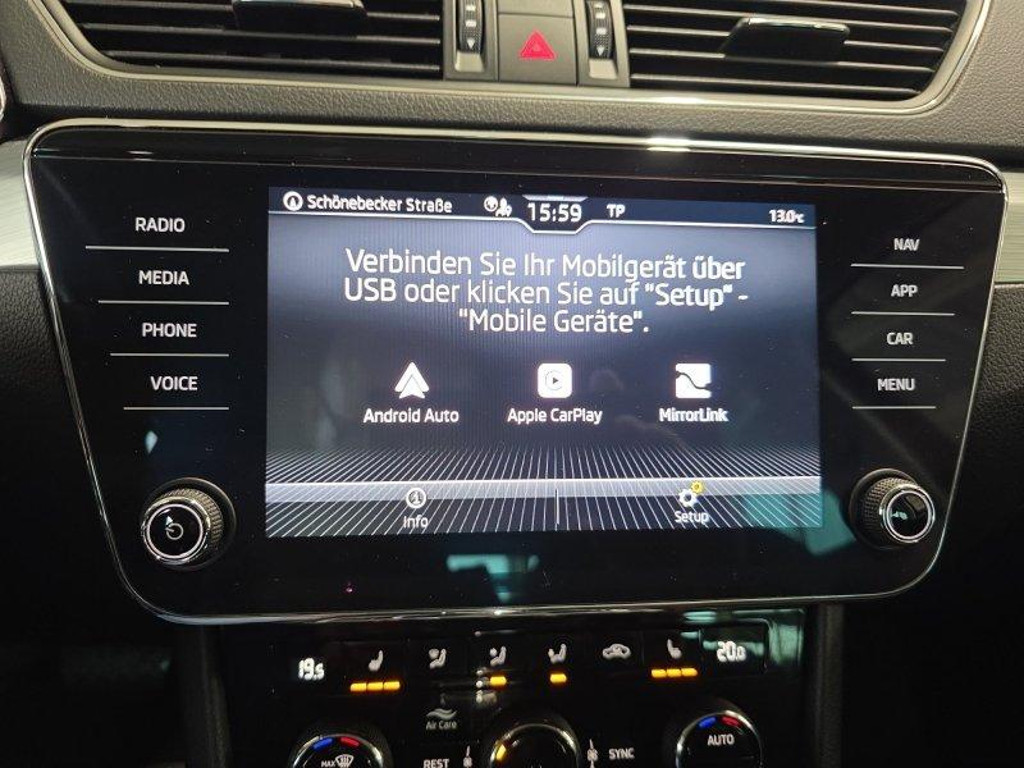 RADIO
MEDIA
PHONE
VOICE
Schönebecker Straße
15:59
TP
13.0°C
Verbinden Sie Ihr Mobilgerät über
USB oder klicken Sie auf "Setup" -
"Mobile Geräte".
Android Auto
Apple CarPlay
MirrorLink
Info
Setup
NAV
APP
CAR
MENU
19.5
20.0
Air Care
MAX
REST
SYNC
AUTO